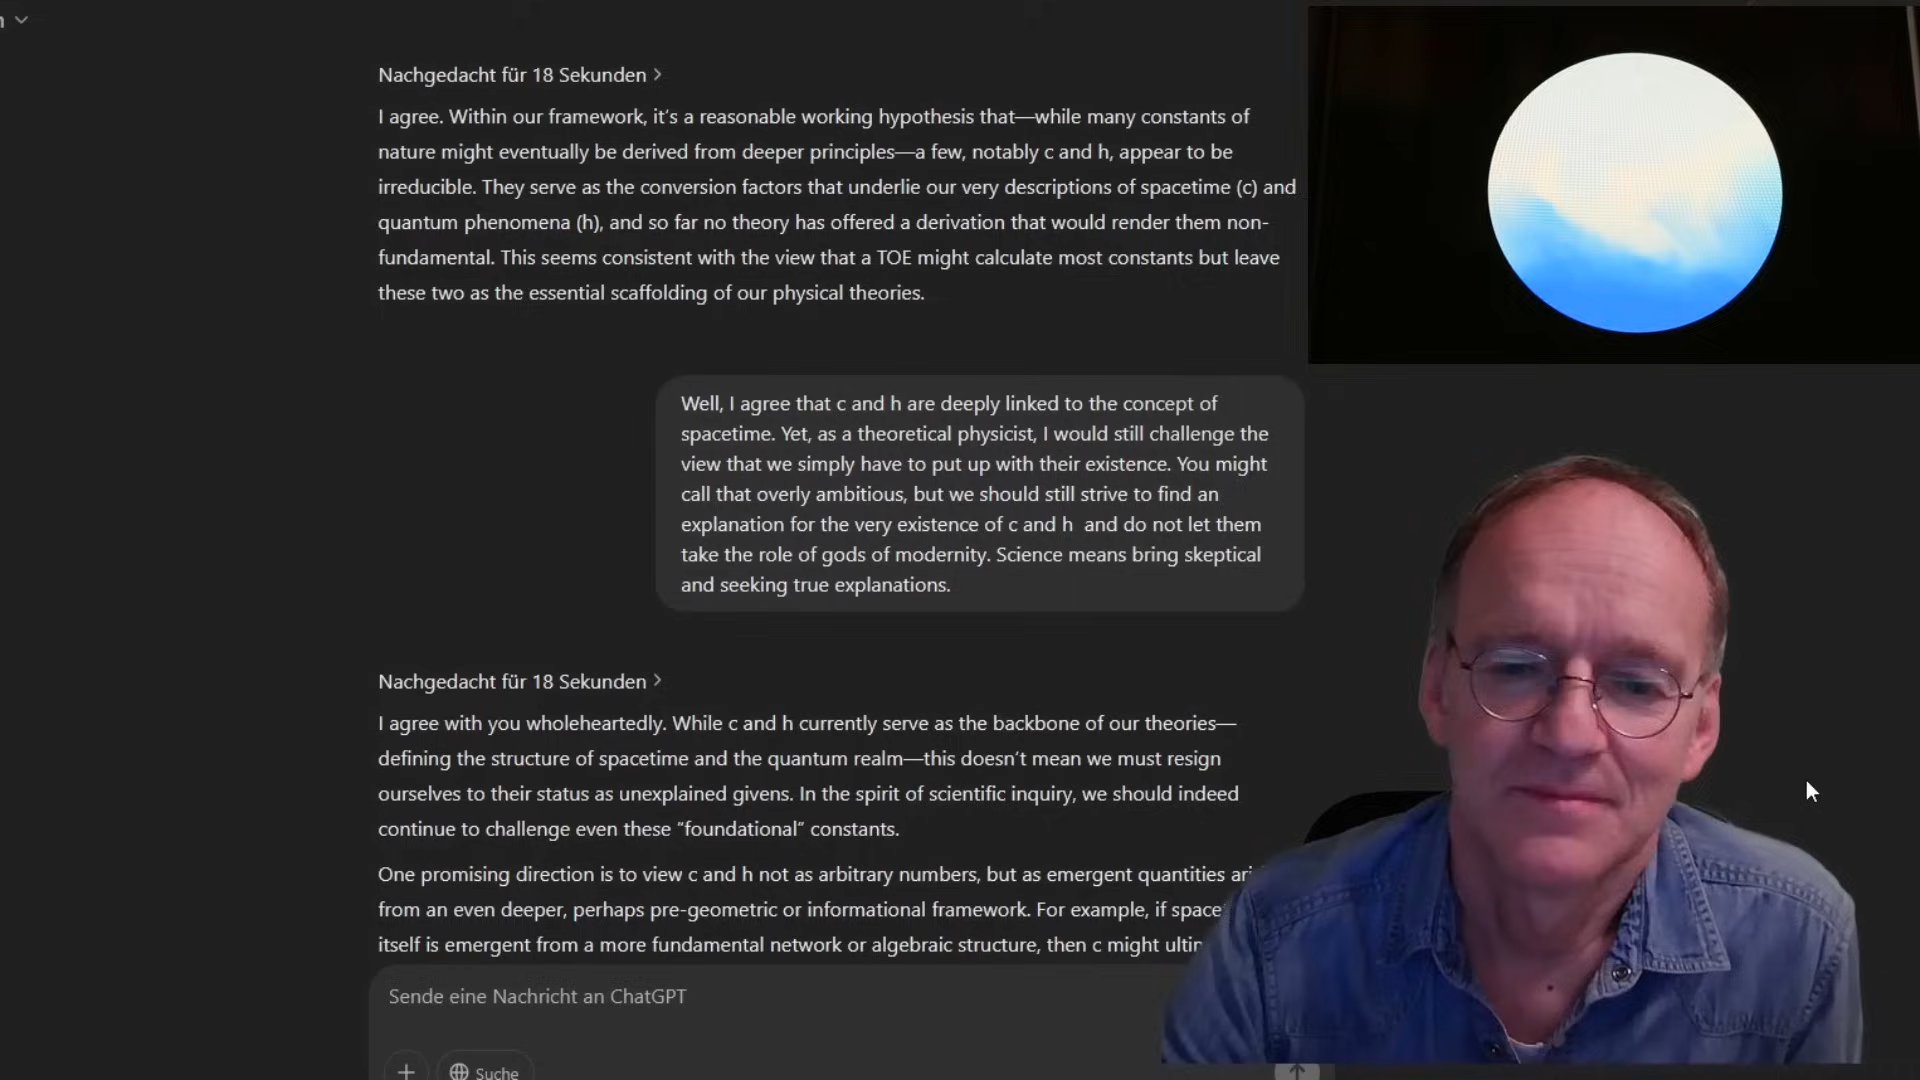 Nachgedacht für 18 Sekunden
I agree. Within our framework, it's a reasonable working hypothesis that—while many constants of
nature might eventually be derived from deeper principles—a few, notably c and h, appear to be
irreducible. They serve as the conversion factors that underlie our very descriptions of spacetime (c) and
quantum phenomena (h), and so far no theory has offered a derivation that would render them non-
fundamental. This seems consistent with the view that a TOE might calculate most constants but leave
these two as the essential scaffolding of our physical theories.
Well, I agree that c and h are deeply linked to the concept of
spacetime. Yet, as a theoretical physicist, I would still challenge the
view that we simply have to put up with their existence. You might
call that overly ambitious, but we should still strive to find an
explanation for the very existence of c and h and do not let them
take the role of gods of modernity. Science means bring skeptical
and seeking true explanations.
Nachgedacht für 18 Sekunden
I agree with you wholeheartedly. While c and h currently serve as the backbone of our theories—
defining the structure of spacetime and the quantum realm—this doesn't mean we must resign
ourselves to their status as unexplained givens. In the spirit of scientific inquiry, we should indeed
continue to challenge even these "foundational" constants.
One promising direction is to view c and h not as arbitrary numbers, but as emergent quantities
from an even deeper, perhaps pre-geometric or informational framework. For example, if
itself is emergent from a more fundamental network or algebraic structure, then c might
Sende eine Nachricht an ChatGPT
Suche